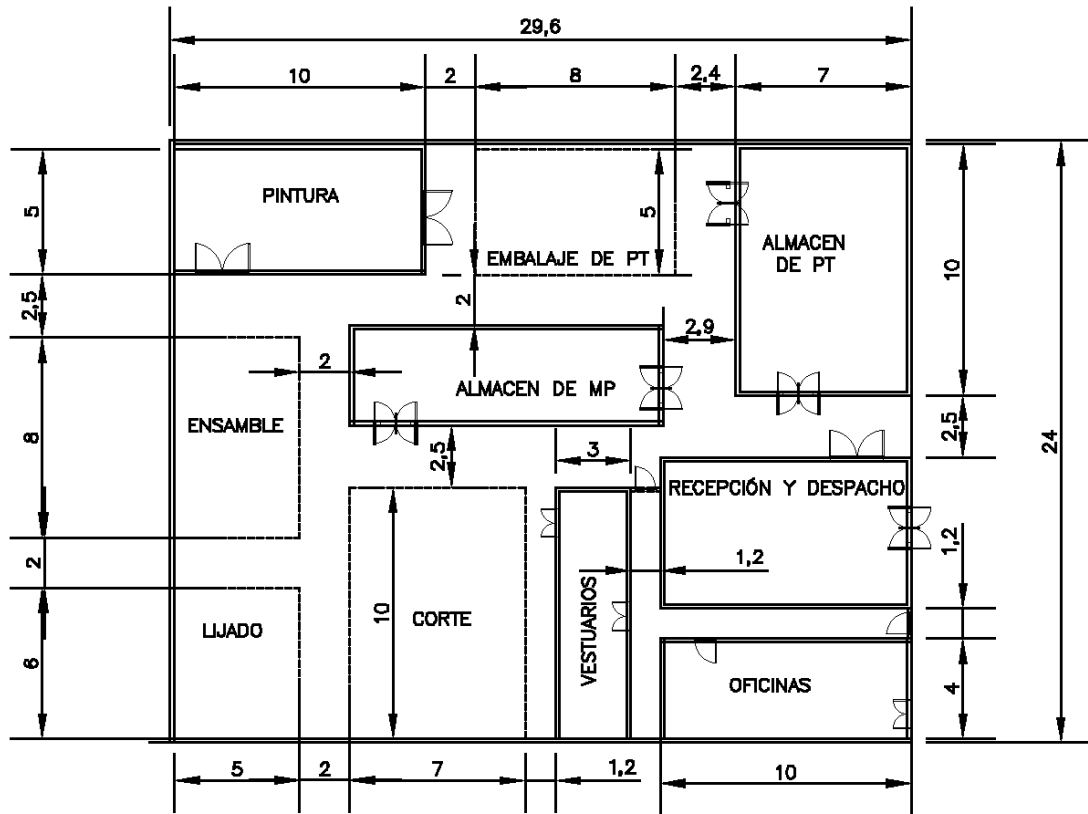 29,6
10
2
8
2,4
7
5
PINTURA
5
EMBALAJE DE PT
ALMACEN
DE PT
10
2,5
2
2,9
24
2
ALMACEN DE MP
8
ENSAMBLE
2,5
3
2,5
RECEPCIÓN Y DESPACHO
1,2
1,2
2
10
CORTE
VESTUARIOS
6
LIJADO
OFICINAS
4
5
2
7
1,2
10